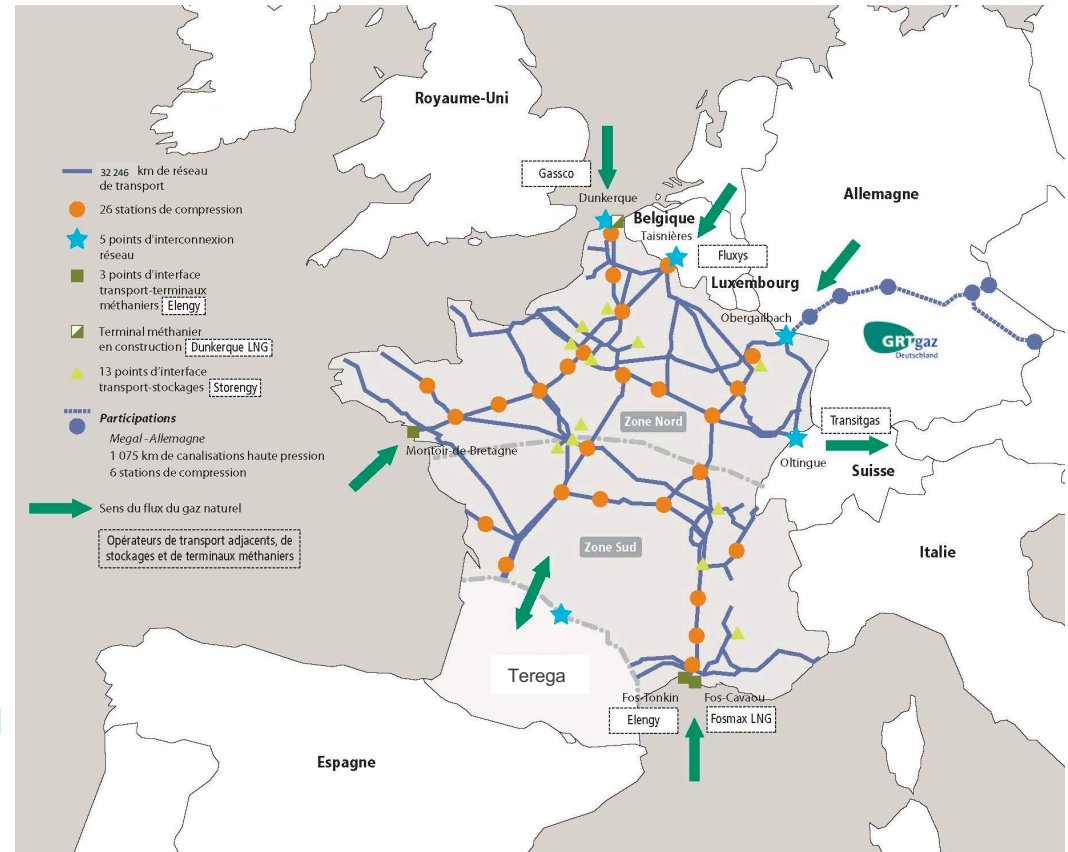 Royaume-Uni
32 246 km de réseau
de transport
26 stations de compression
5 points d'interconnexion
réseau
3 points d'interface
transport-terminaux
méthaniers Elengy
Terminal méthanier
en construction Dunkerque LNG
13 points d'interface
transport-stockages Storengy
Participations
Megal - Allemagne
1 075 km de canalisations haute pression
6 stations de compression
Sens du flux du gaz naturel
Opérateurs de transport adjacents, de
stockages et de terminaux méthaniers
Gassco
Dunkerque
Belgique
Taisnières
Fluxys
Allemagne
Luxembourg
Obergailbach
GRTgaz
Deutschland
Zone Nord
Transitgas
Oltingue
Suisse
Montoir-de-Bretagne
Zone Sud
Italie
Terega
Fos-Tonkin
Fos-Cavaou
Elengy
Fosmax LNG
Espagne